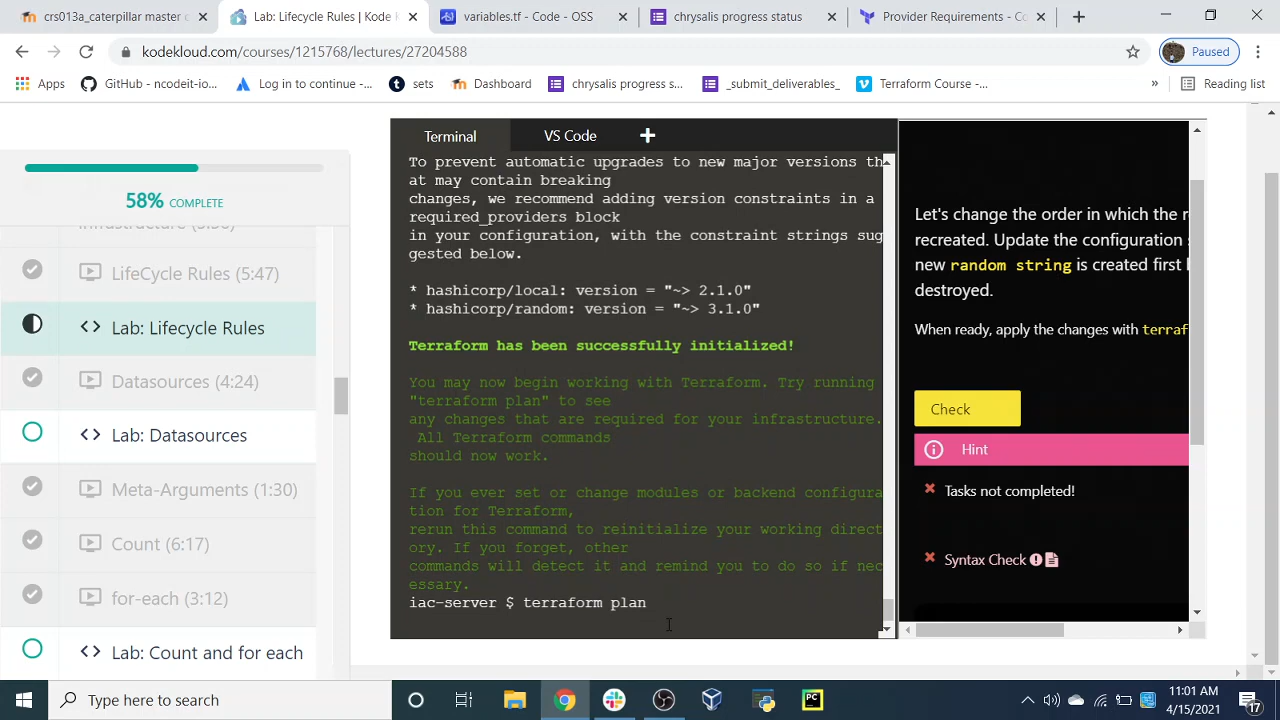 crs013a_caterpillar master
Lab: Lifecycle Rules | Kode
variables.tf - Code - OSS
chrysalis progress status
Provider Requirements - Co
kodekloud.com/courses/1215768/lectures/27204588
Paused
Apps
GitHub - ncodeit-io...
Log in to continue -...
sets
Dashboard
chrysalis progress s...
_submit_deliverables_
Terraform Course -...
»
Reading list
58% COMPLETE
LifeCycle Rules (5:47)
Lab: Lifecycle Rules
Datasources (4:24)
Lab: Datasources
Meta-Arguments (1:30)
Count (6:17)
for-each (3:12)
Lab: Count and for each
Terminal
VS Code
To prevent automatic upgrades to new major versions th
at may contain breaking
changes, we recommend adding version constraints in a
required_providers block
in your configuration, with the constraint strings sug
gested below.
* hashicorp/local: version = "~> 2.1.0"
* hashicorp/random: version = "~> 3.1.0"
Terraform has been successfully initialized!
You may now begin working with Terraform. Try running
"terraform plan" to see
any changes that are required for your infrastructure.
All Terraform commands
should now work.
If you ever set or change modules or backend configura
tion for Terraform,
rerun this command to reinitialize your working direct
ory. If you forget, other
commands will detect it and remind you to do so if nec
essary.
iac-server $ terraform plan
Let's change the order in which the r
recreated. Update the configuration s
new random string is created first b
destroyed.
When ready, apply the changes with terraf
Check
Hint
Tasks not completed!
Syntax Check
Type here to search
11:01 AM
4/15/2021
17